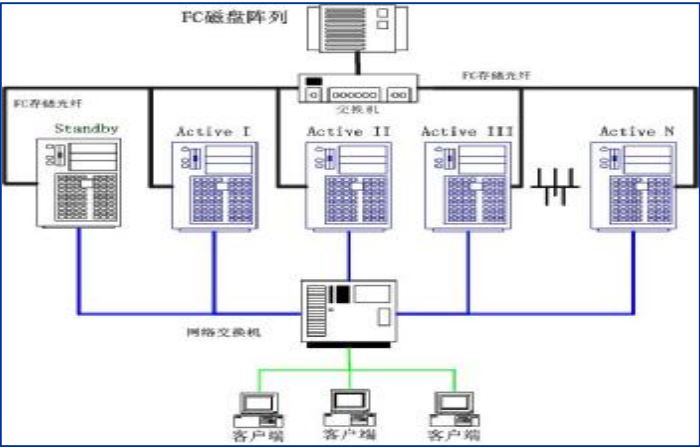 FC磁盘阵列
FC存储光纤
FC存储光纤
交换机
Standby
Active I
Active II
Active III
Active N
网络交换机
客户端
客户端
客户端